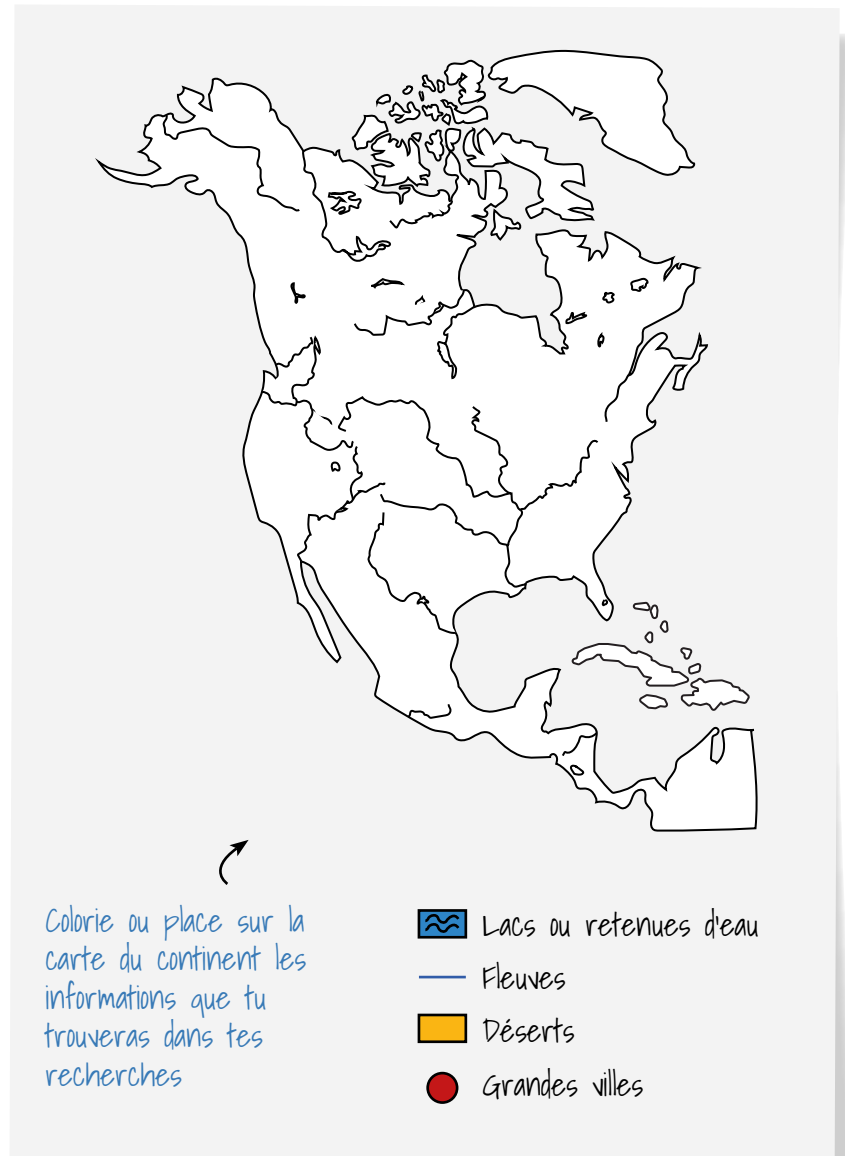 Colorie ou place sur la
carte du continent les
informations que tu
trouveras dans tes
recherches
Lacs ou retenues d'eau
Fleuves
Déserts
Grandes villes